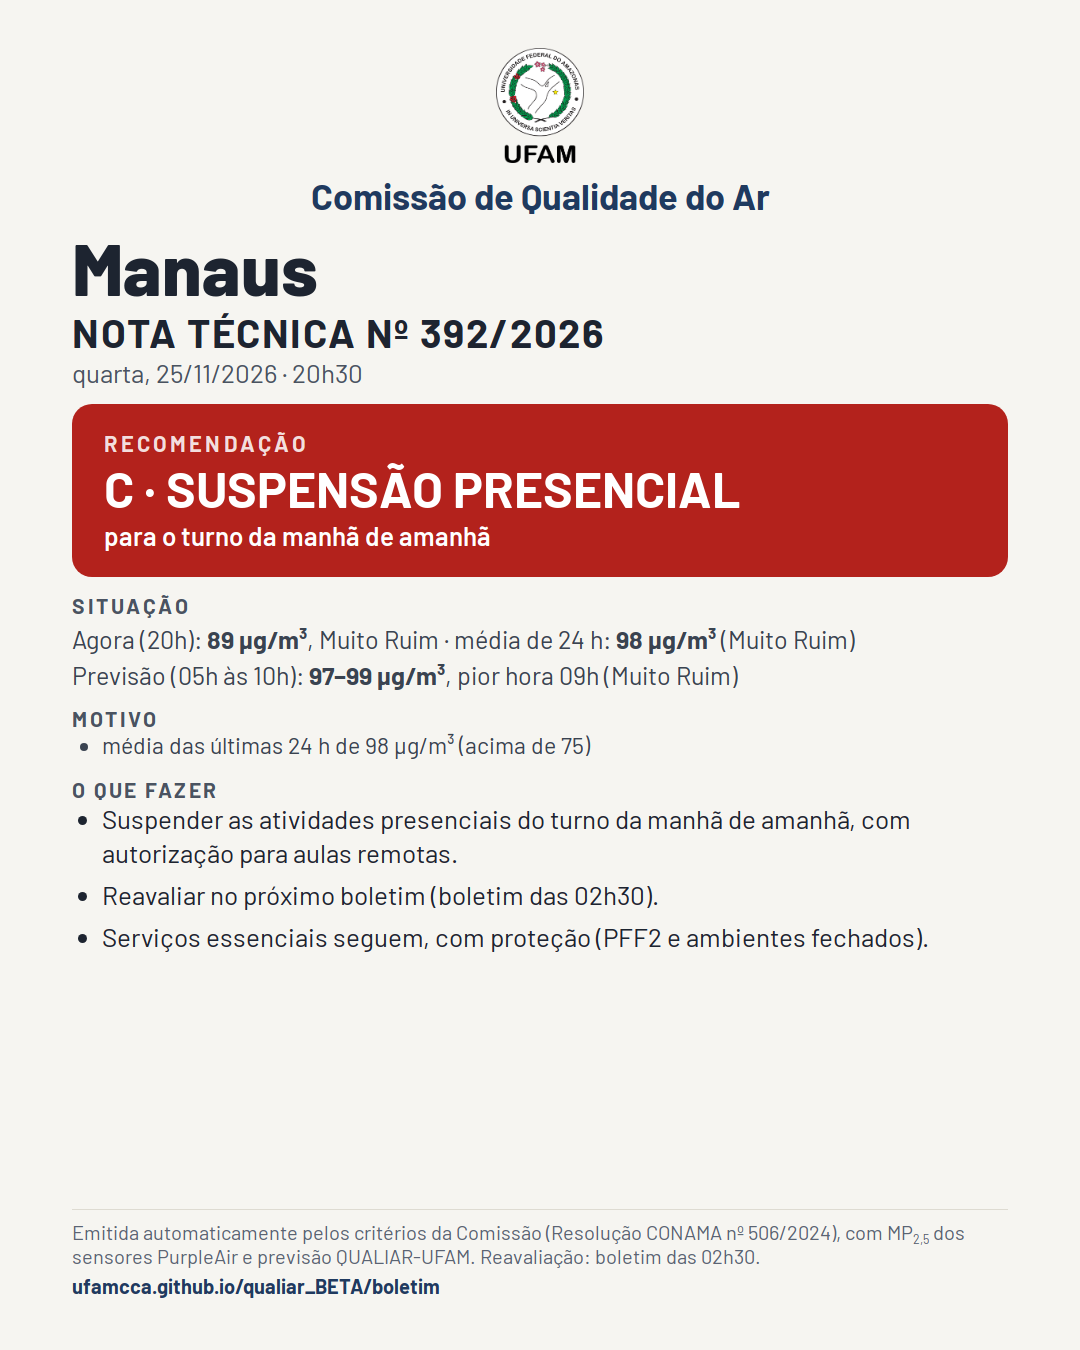 UNIVERSIDADE FEDERAL DO AMAZONAS
IN UNIVERSA SCIENTIA VERITAS
UFAM
Comissão de Qualidade do Ar
Manaus
NOTA TÉCNICA Nº 392/2026
quarta, 25/11/2026 · 20h30
RECOMENDAÇÃO
C · SUSPENSÃO PRESENCIAL
para o turno da manhã de amanhã
SITUAÇÃO
Agora (20h): 89 µg/m³, Muito Ruim · média de 24 h: 98 µg/m³ (Muito Ruim)
Previsão (05h às 10h): 97–99 µg/m³, pior hora 09h (Muito Ruim)
MOTIVO
• média das últimas 24 h de 98 µg/m³ (acima de 75)
O QUE FAZER
• Suspender as atividades presenciais do turno da manhã de amanhã, com
autorização para aulas remotas.
• Reavaliar no próximo boletim (boletim das 02h30).
• Serviços essenciais seguem, com proteção (PFF2 e ambientes fechados).
Emitida automaticamente pelos critérios da Comissão (Resolução CONAMA nº 506/2024), com MP2,5 dos
sensores PurpleAir e previsão QUALIAR-UFAM. Reavaliação: boletim das 02h30.
ufamcca.github.io/qualiar_BETA/boletim